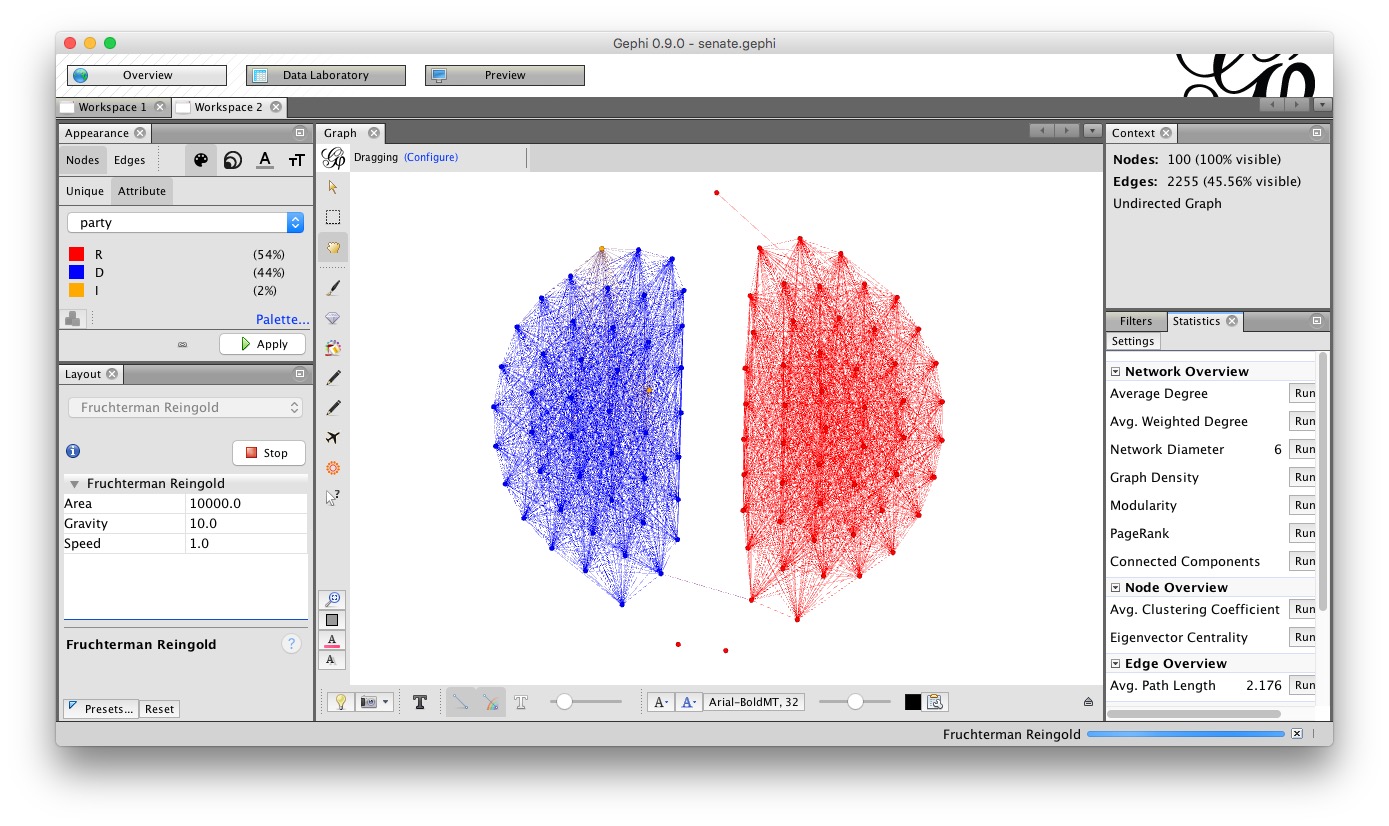 Gephi 0.9.0 - senate.gephi
Overview
Data Laboratory
Preview
Workspace 1
Workspace 2
Appearance
Nodes Edges
Unique Attribute
party
R (54%)
D (44%)
I (2%)
Palette...
Apply
Layout
Fruchterman Reingold
Stop
Fruchterman Reingold
Area 10000.0
Gravity 10.0
Speed 1.0
Fruchterman Reingold
Presets... Reset
Graph
Dragging (Configure)
Arial-BoldMT, 32
Context
Nodes: 100 (100% visible)
Edges: 2255 (45.56% visible)
Undirected Graph
Filters Statistics
Settings
Network Overview
Average Degree Run
Avg. Weighted Degree Run
Network Diameter 6 Run
Graph Density Run
Modularity Run
PageRank Run
Connected Components Run
Node Overview
Avg. Clustering Coefficient Run
Eigenvector Centrality Run
Edge Overview
Avg. Path Length 2.176 Run
Fruchterman Reingold